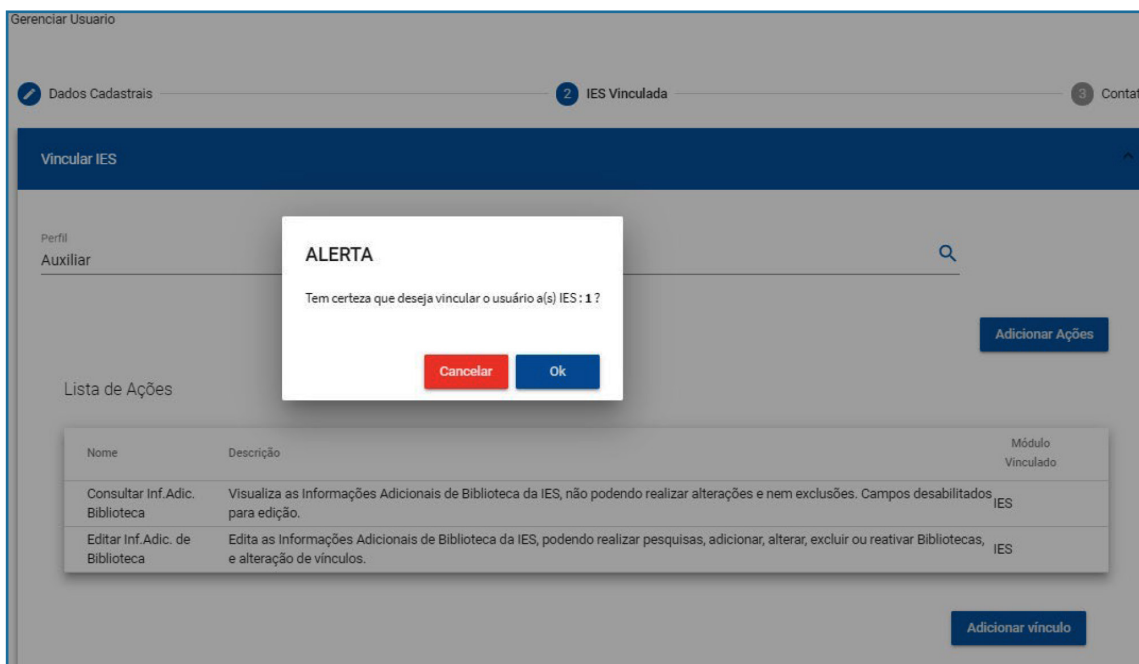 Gerenciar Usuario
Dados Cadastrais
2 IES Vinculada
3 Contat
Vincular IES
Perfil
Auxiliar
ALERTA
Tem certeza que deseja vincular o usuário a(s) IES : 1 ?
Cancelar
Ok
Adicionar Ações
Lista de Ações
Nome
Descrição
Módulo
Vinculado
Consultar Inf.Adic.
Biblioteca
Visualiza as Informações Adicionais de Biblioteca da IES, não podendo realizar alterações e nem exclusões. Campos desabilitados
para edição.
IES
Editar Inf.Adic. de
Biblioteca
Edita as Informações Adicionais de Biblioteca da IES, podendo realizar pesquisas, adicionar, alterar, excluir ou reativar Bibliotecas,
e alteração de vínculos.
IES
Adicionar vínculo